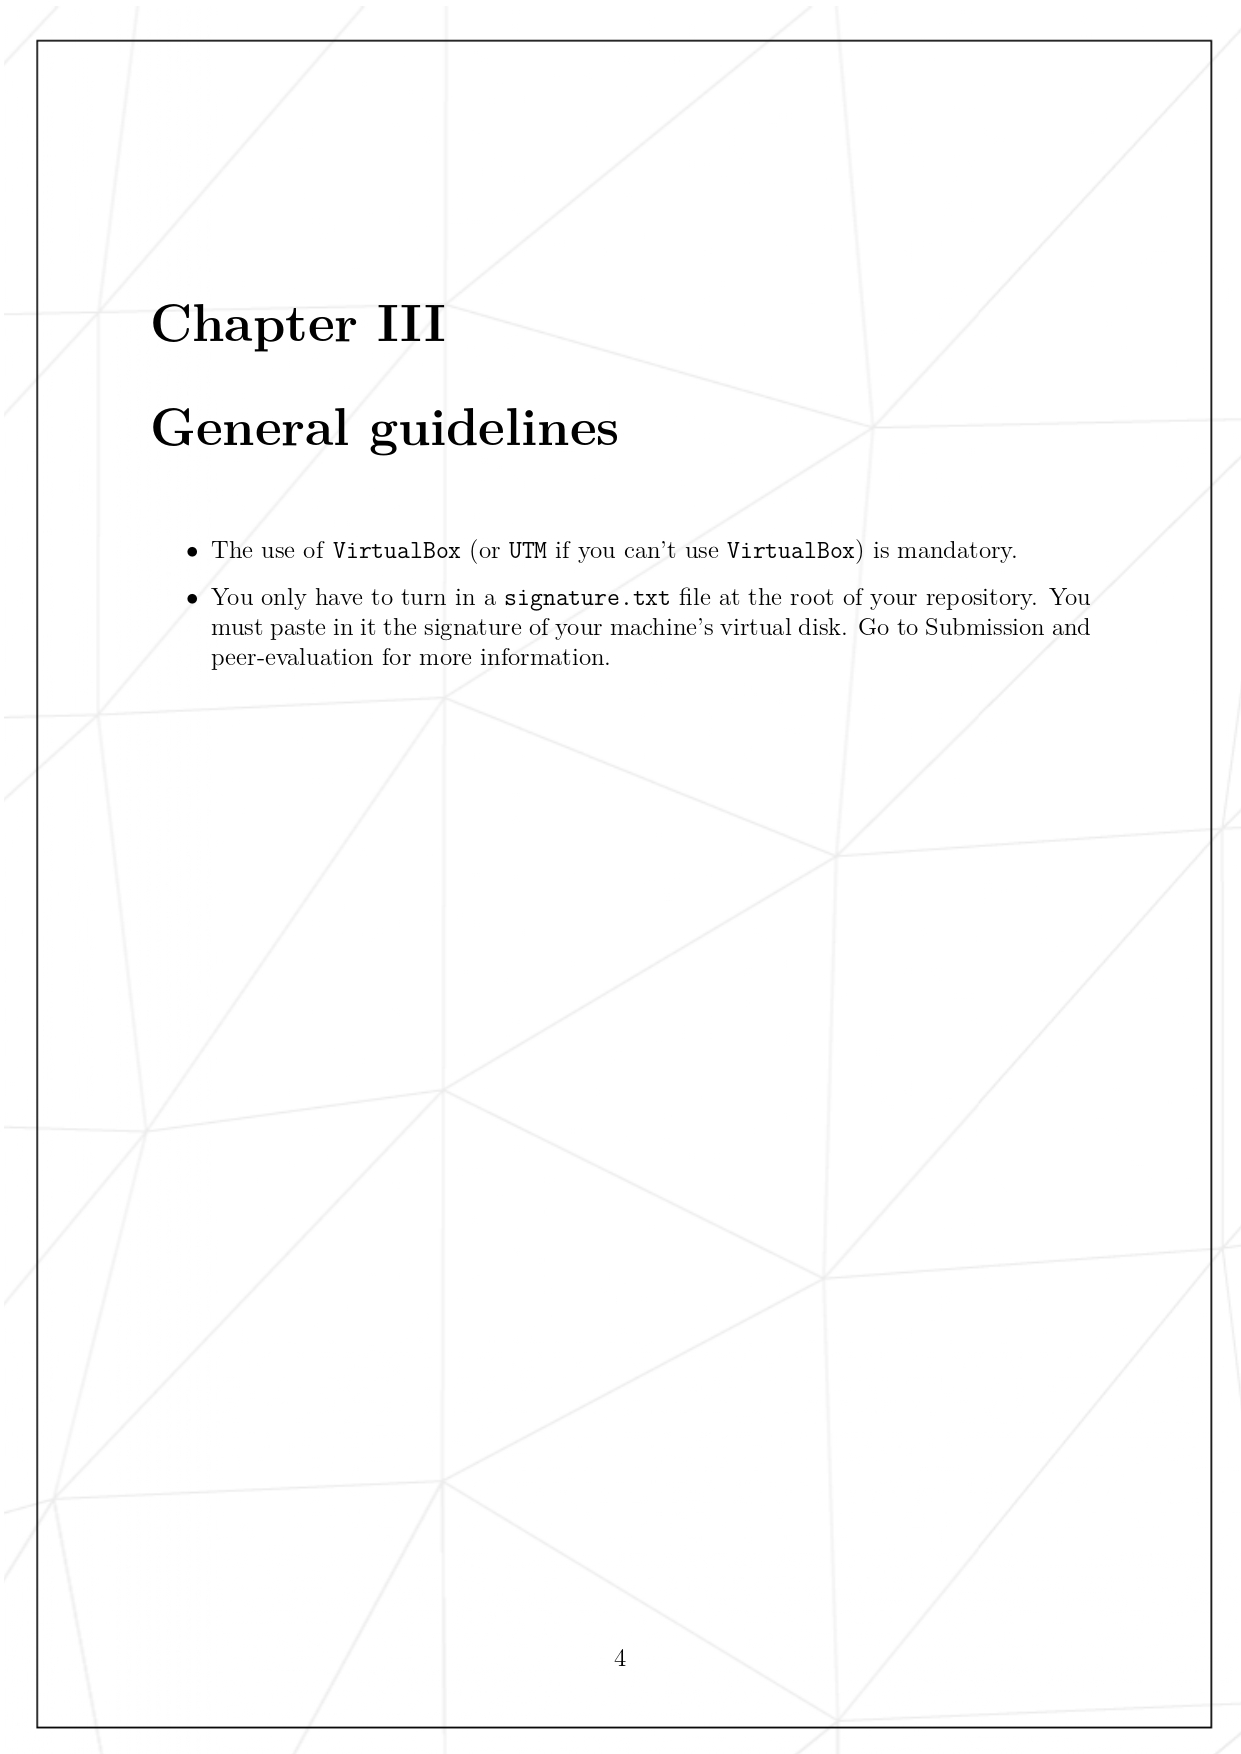 Chapter III
General guidelines
• The use of VirtualBox (or UTM if you can't use VirtualBox) is mandatory.
• You only have to turn in a signature.txt file at the root of your repository. You
must paste in it the signature of your machine's virtual disk. Go to Submission and
peer-evaluation for more information.
4